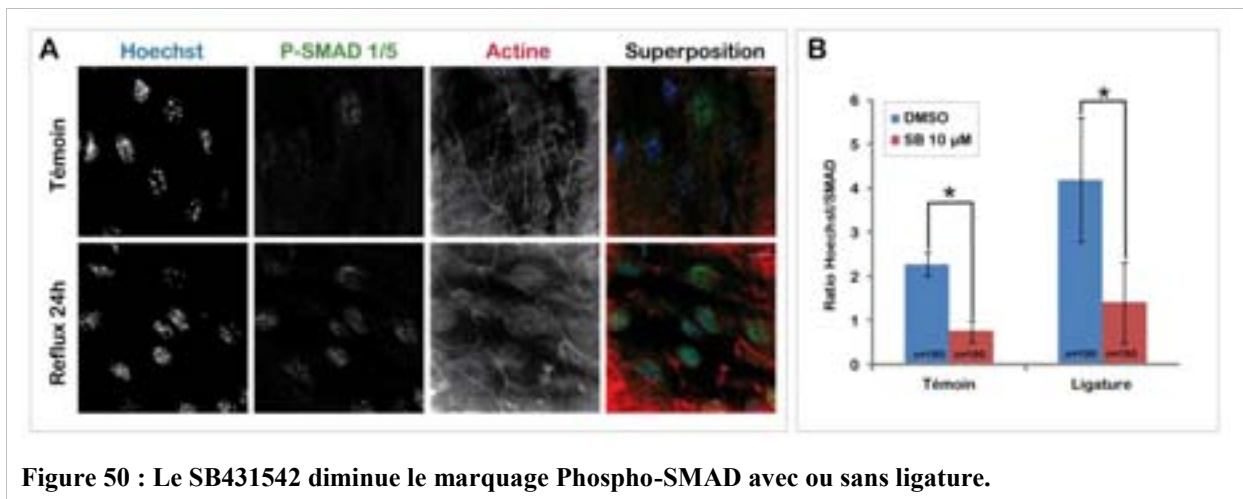 A
Hoechst P-SMAD 1/5 Actine Superposition
Témoin
Reflux 24h
B
DMSO
SB 10 µM
Ratio Hoechst/SMAD
6
5
4
3
2
1
0
*
*
Témoin Ligature
Figure 50 : Le SB431542 diminue le marquage Phospho-SMAD avec ou sans ligature.